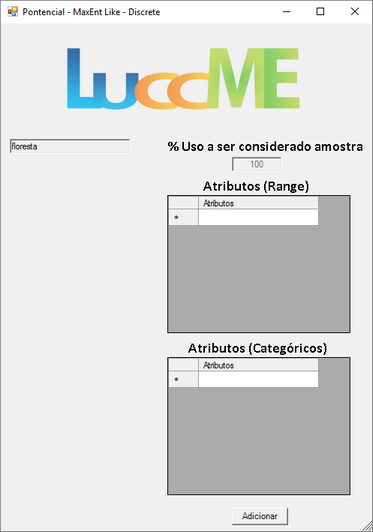 Pontencial - MaxEnt Like - Discrete
LuccME
floresta
% Uso a ser considerado amostra
100
Atributos (Range)
Atributos
*
Atributos (Categóricos)
Atributos
*
Adicionar